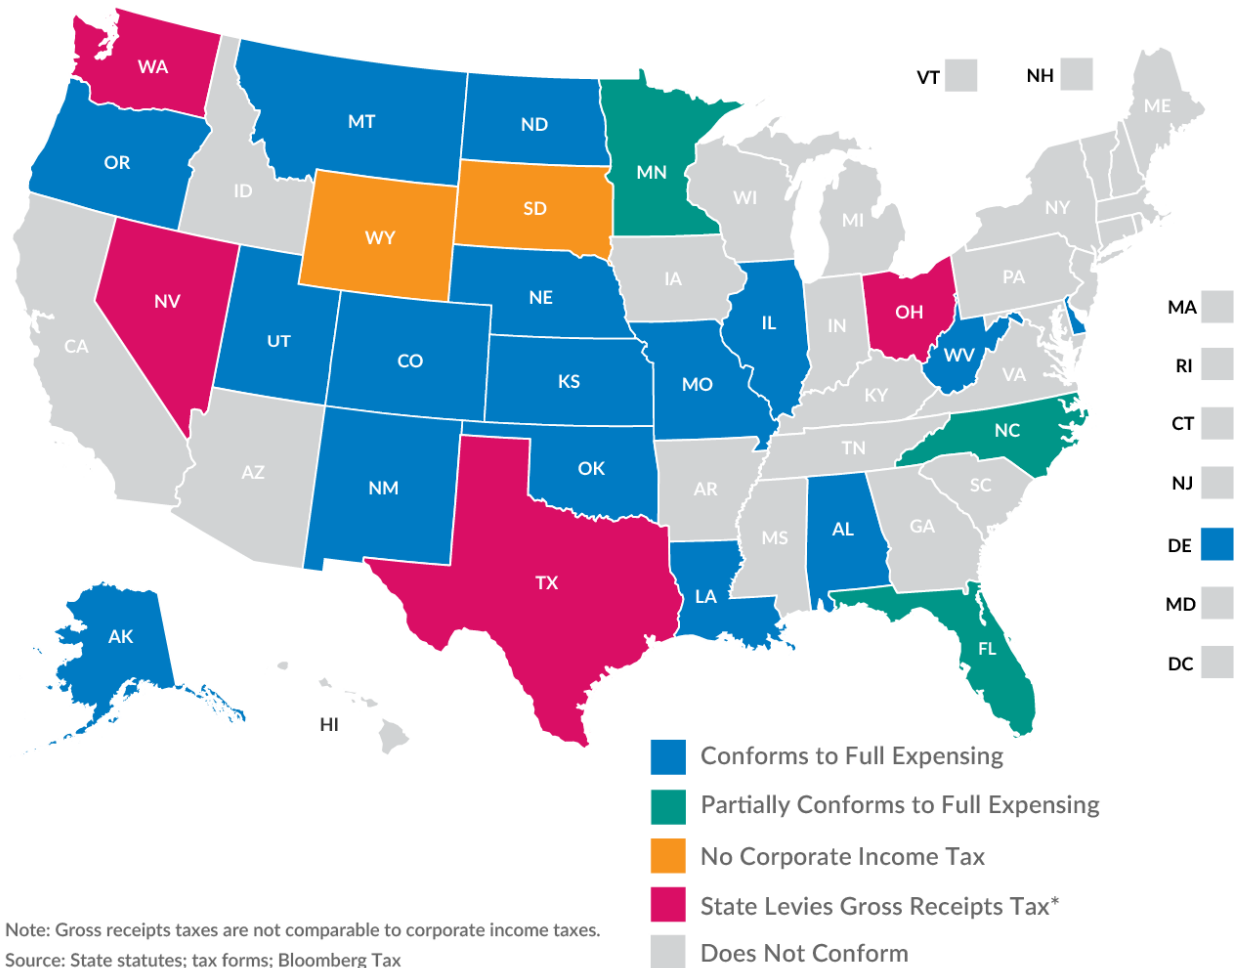 WA
VT
NH
ME
MT
ND
OR
MN
ID
WI
SD
NY
MI
WY
PA
IA
NV
NE
MA
OH
IL
IN
UT
CA
WV
CO
RI
VA
KS
MO
KY
CT
NC
TN
AZ
OK
NJ
NM
AR
SC
GA
AL
MS
DE
TX
LA
MD
AK
FL
DC
HI
Conforms to Full Expensing
Partially Conforms to Full Expensing
No Corporate Income Tax
State Levies Gross Receipts Tax*
Does Not Conform
Note: Gross receipts taxes are not comparable to corporate income taxes.
Source: State statutes; tax forms; Bloomberg Tax